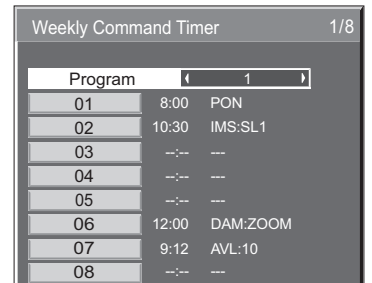 Weekly Command Timer 1/8
Program 1
01 8:00 PON
02 10:30 IMS:SL1
03 --:-- ---
04 --:-- ---
05 --:-- ---
06 12:00 DAM:ZOOM
07 9:12 AVL:10
08 --:-- ---